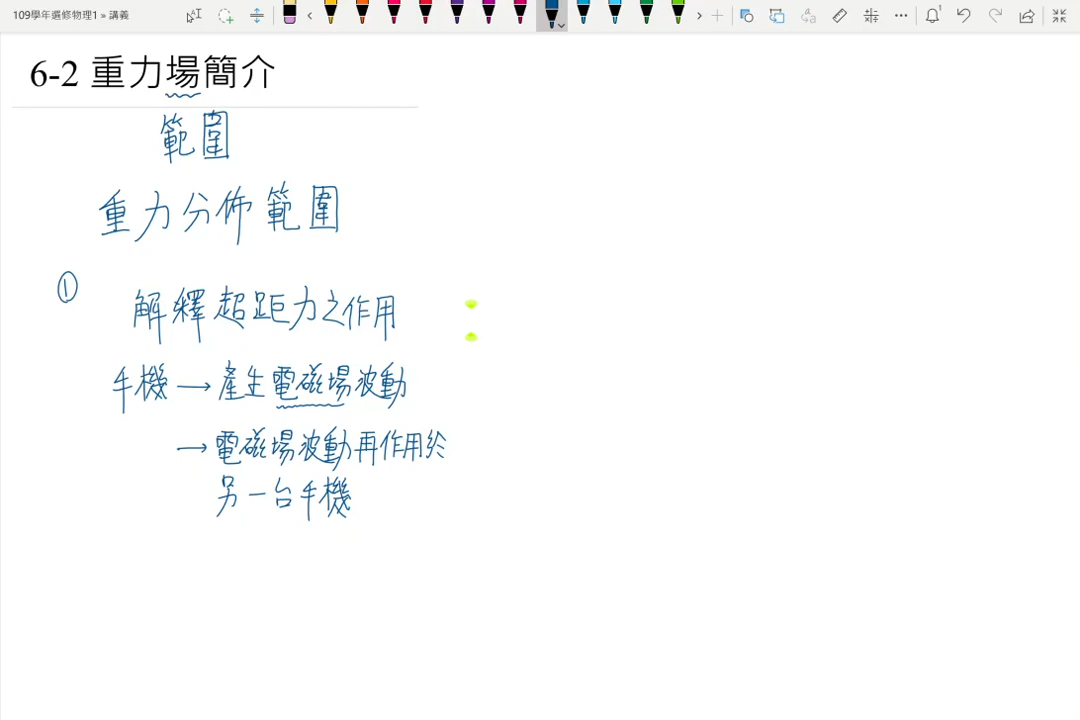 109學年選修物理1 » 講義
6-2 重力場簡介
範圍
重力分佈範圍
① 解釋超距力之作用
手機 → 產生電磁場波動
→ 電磁場波動再作用於
另一台手機